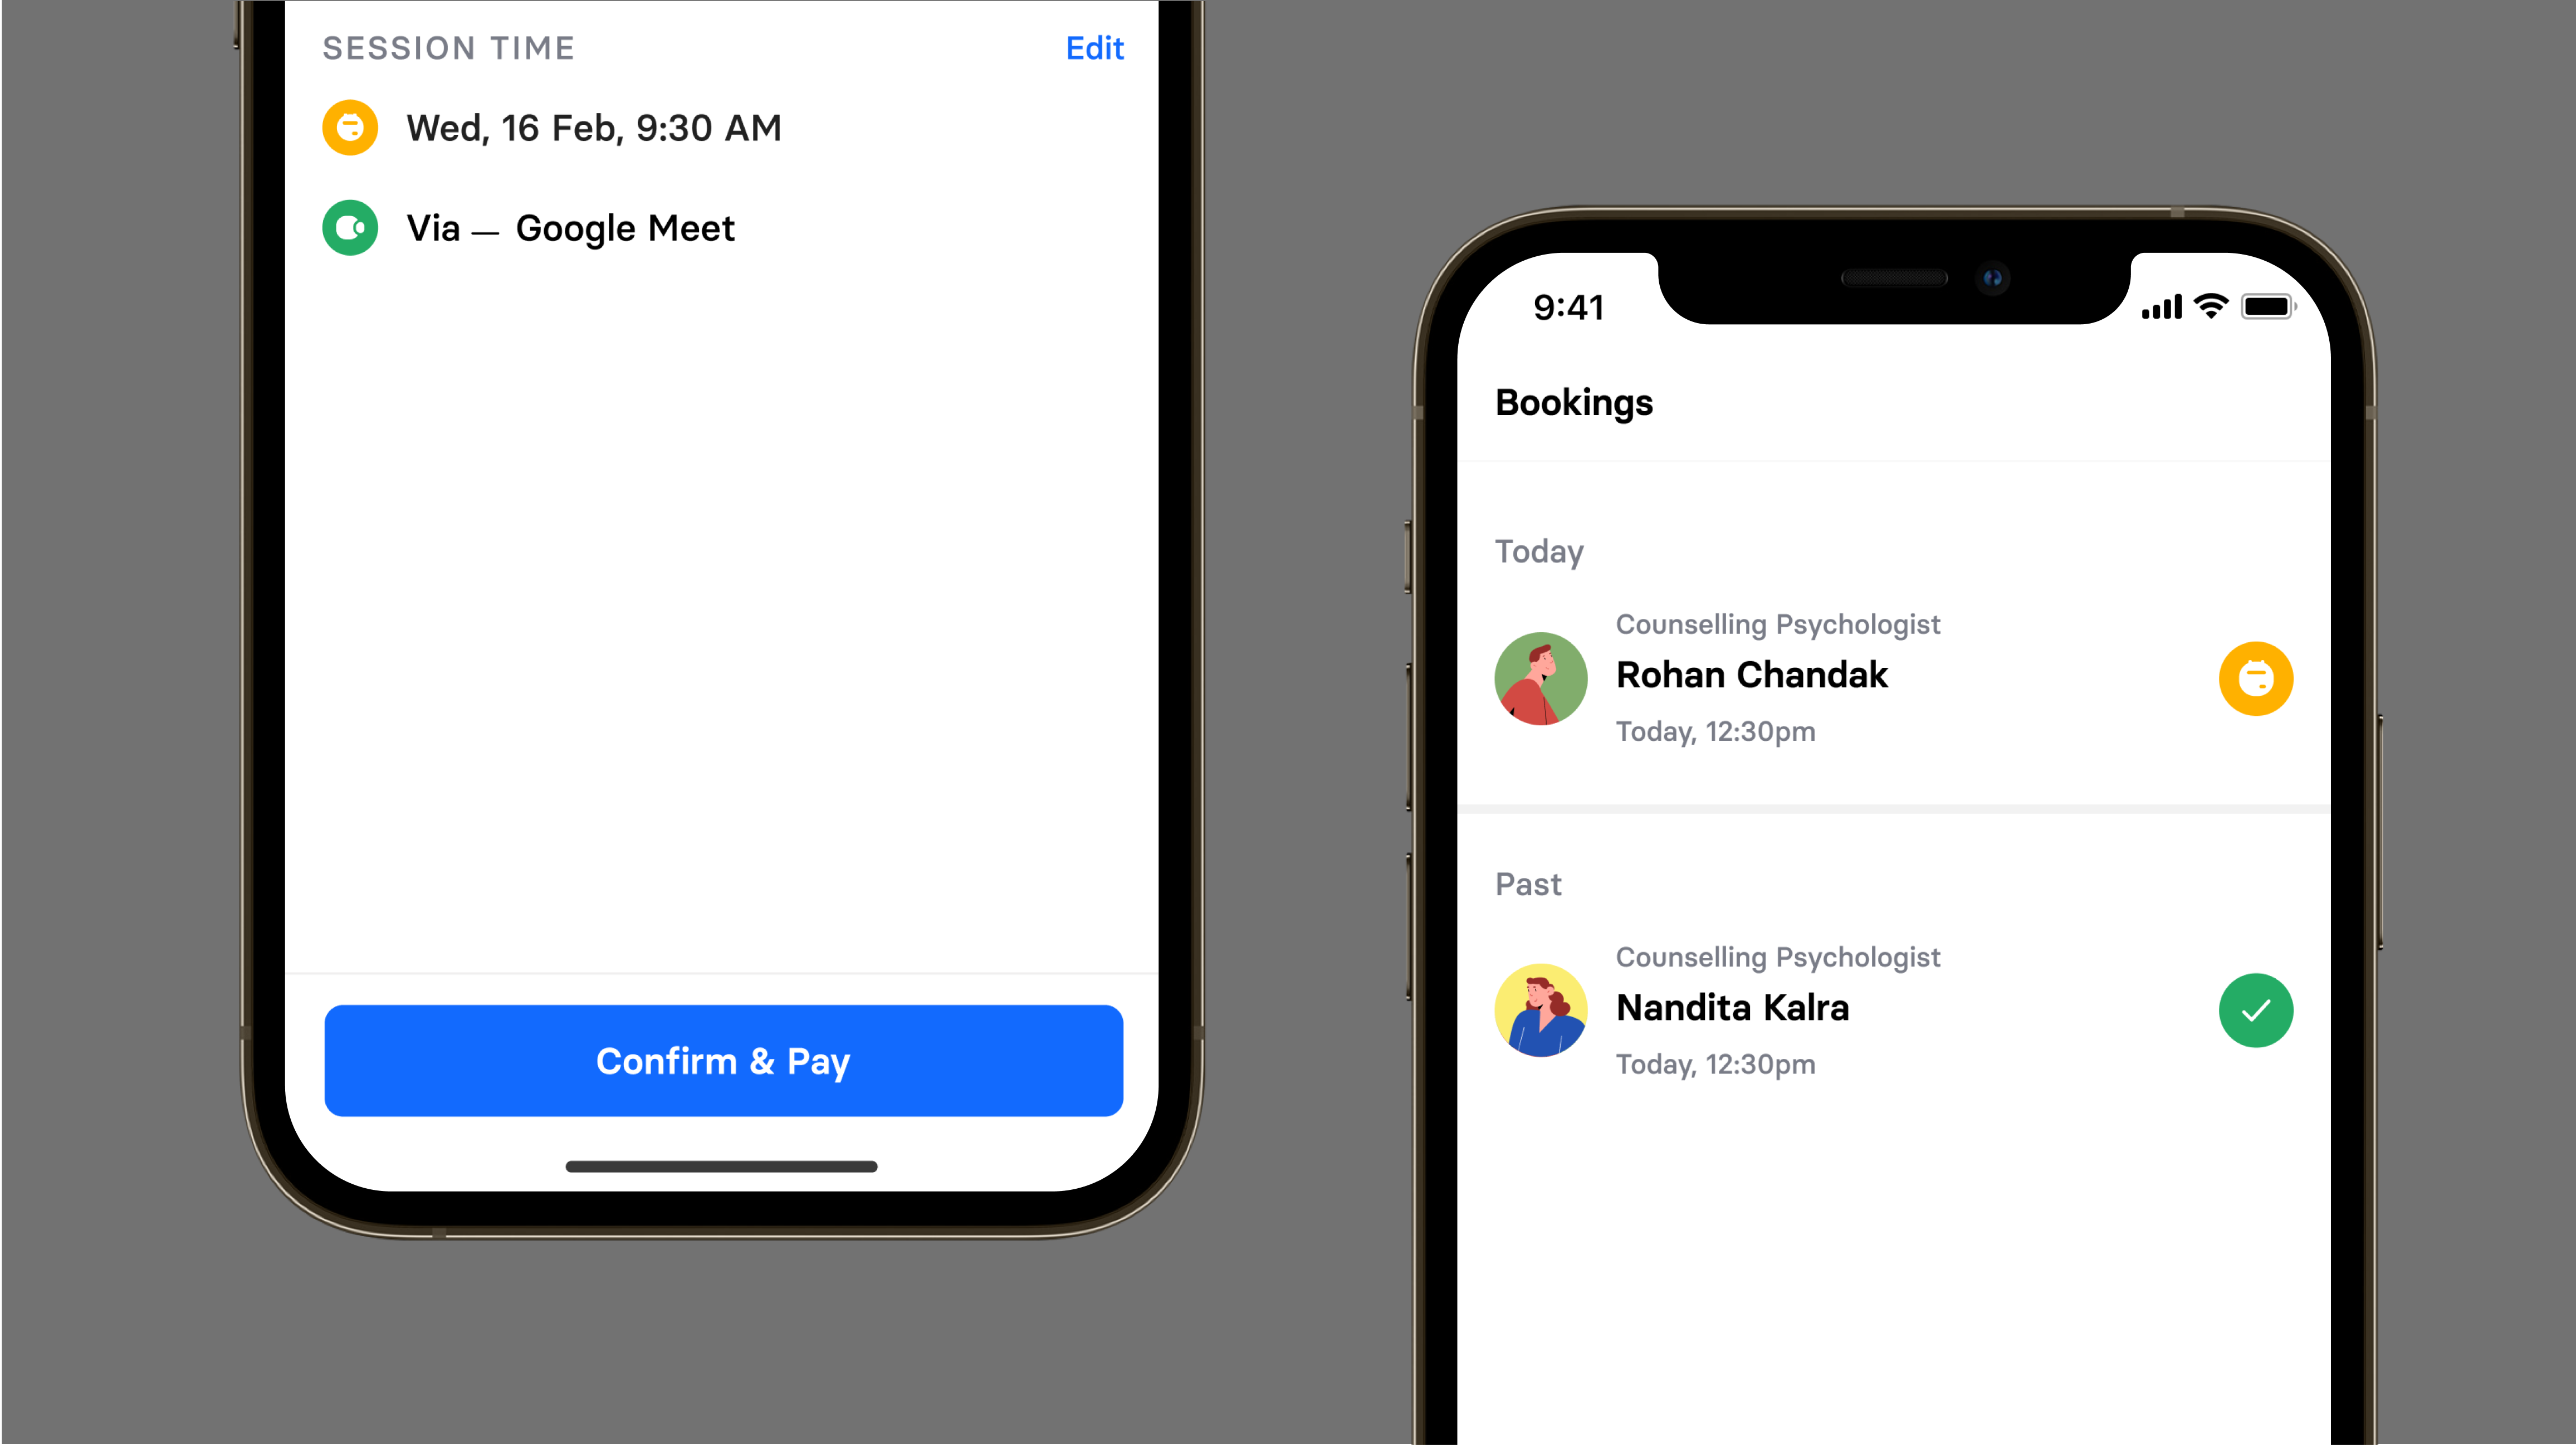 SESSION TIME
Edit
Wed, 16 Feb, 9:30 AM
Via — Google Meet
Confirm & Pay
9:41
Bookings
Today
Counselling Psychologist
Rohan Chandak
Today, 12:30pm
Past
Counselling Psychologist
Nandita Kalra
Today, 12:30pm